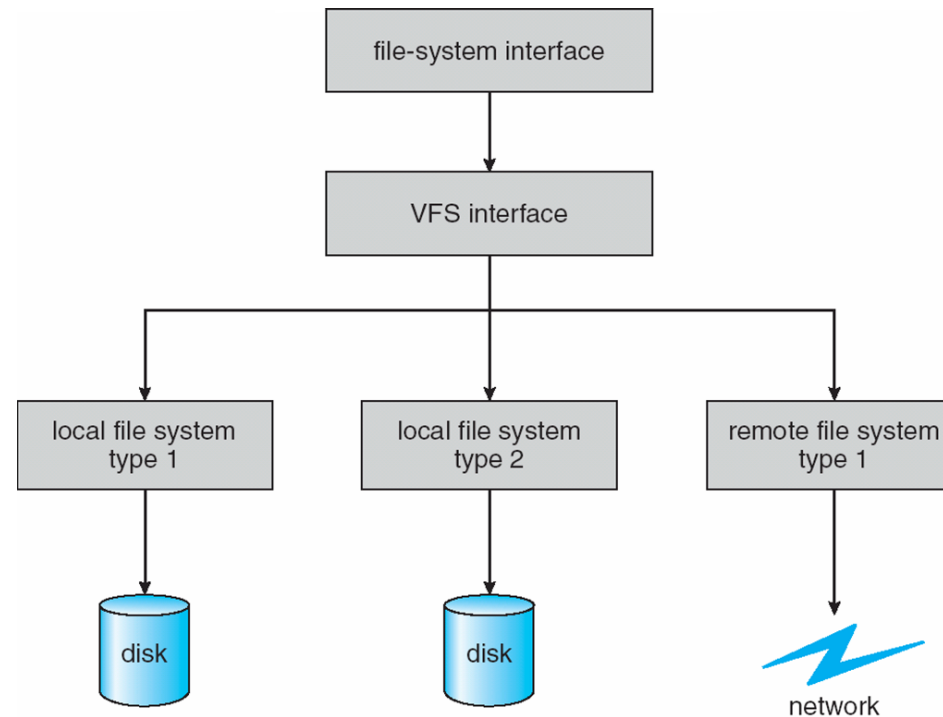 file-system interface
VFS interface
local file system
type 1
local file system
type 2
remote file system
type 1
disk
disk
network